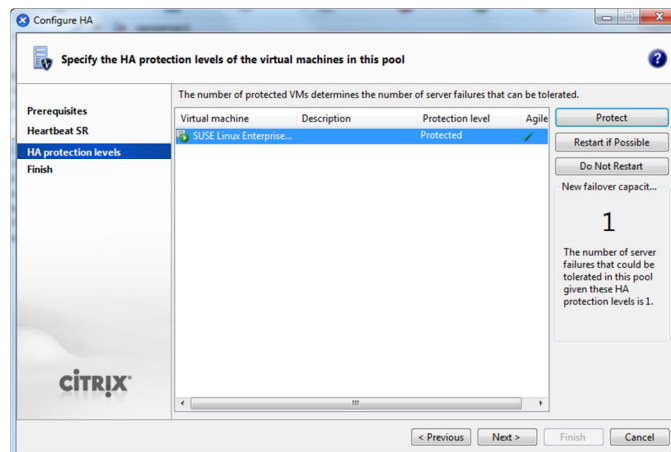 Configure HA
Specify the HA protection levels of the virtual machines in this pool
?
Prerequisites
Heartbeat SR
HA protection levels
Finish
CITRIX
The number of protected VMs determines the number of server failures that can be tolerated.
Virtual machine Description Protection level Agile
SUSE Linux Enterprise... Protected
Protect
Restart if Possible
Do Not Restart
New failover capacit...
1
The number of server
failures that could be
tolerated in this pool
given these HA
protection levels is 1.
< Previous Next > Finish Cancel